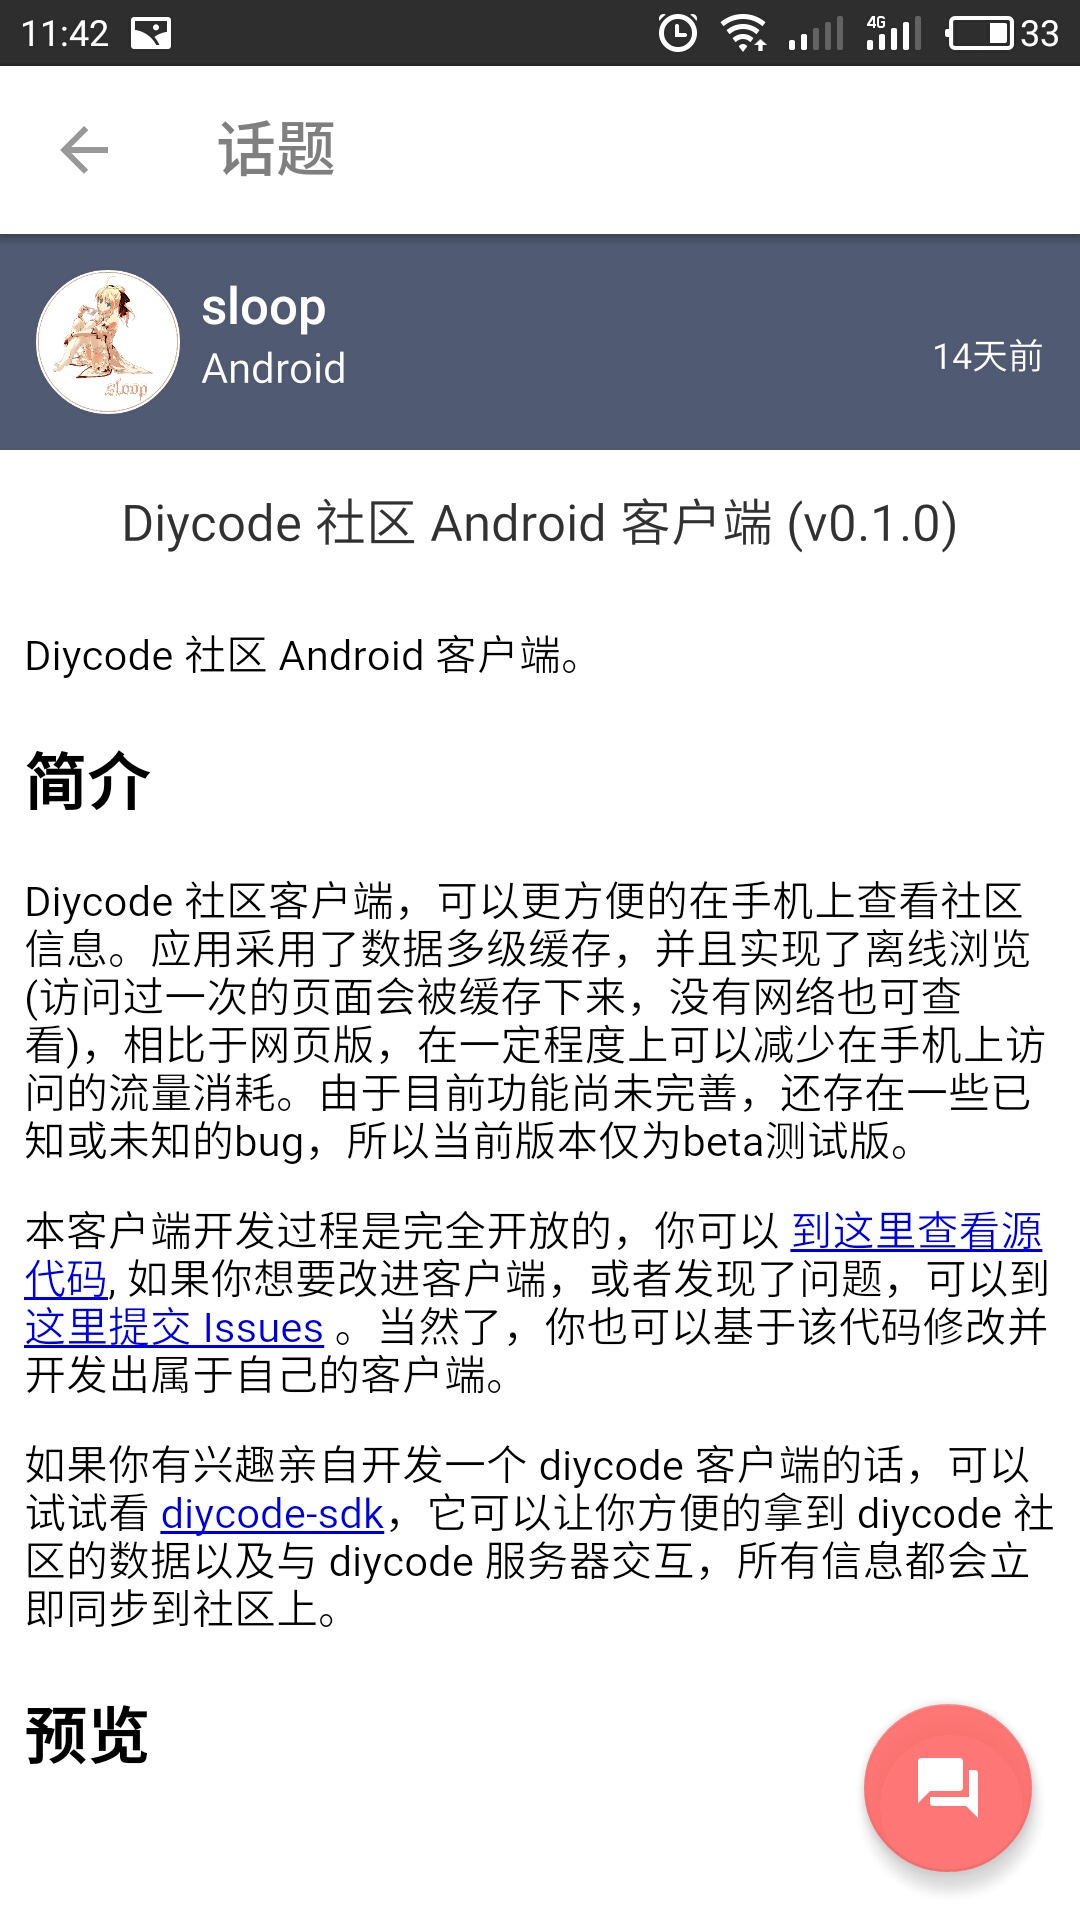 11:42
4G
33
话题
sloop
Android
14天前
sloop
Diycode 社区 Android 客户端 (v0.1.0)
Diycode 社区 Android 客户端。
简介
Diycode 社区客户端，可以更方便的在手机上查看社区
信息。应用采用了数据多级缓存，并且实现了离线浏览
(访问过一次的页面会被缓存下来，没有网络也可查
看)，相比于网页版，在一定程度上可以减少在手机上访
问的流量消耗。由于目前功能尚未完善，还存在一些已
知或未知的bug，所以当前版本仅为beta测试版。
本客户端开发过程是完全开放的，你可以 到这里查看源
代码, 如果你想要改进客户端，或者发现了问题，可以到
这里提交 Issues 。当然了，你也可以基于该代码修改并
开发出属于自己的客户端。
如果你有兴趣亲自开发一个 diycode 客户端的话，可以
试试看 diycode-sdk，它可以让你方便的拿到 diycode 社
区的数据以及与 diycode 服务器交互，所有信息都会立
即同步到社区上。
预览